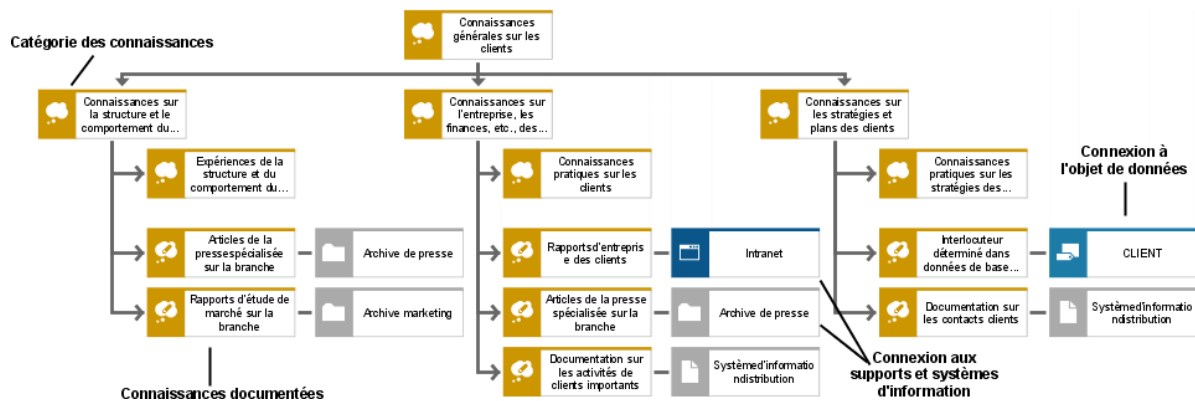 Connaissances
générales sur les
clients
Catégorie des connaissances
Connaissances sur
la structure et le
comportement du...
Connaissances sur
l'entreprise, les
finances, etc., des...
Connaissances sur
les stratégies et
plans des clients
Expériences de la
structure et du
comportement du...
Connaissances
pratiques sur les
clients
Connaissances
pratiques sur les
stratégies des...
Connexion à
l'objet de données
Articles de la
pressespécialisée
sur la branche
Archive de presse
Rapports d'entrepris
e des clients
Intranet
Interlocuteur
déterminé dans
données de base...
CLIENT
Rapports d'étude de
marché sur la
branche
Archive marketing
Articles de la presse
spécialisée sur la
branche
Archive de presse
Documentation sur
les contacts clients
Systèmed'informatio
ndistribution
Documentation sur
les activités de
clients importants
Systèmed'informatio
ndistribution
Connexion aux
supports et systèmes
d'information
Connaissances documentées